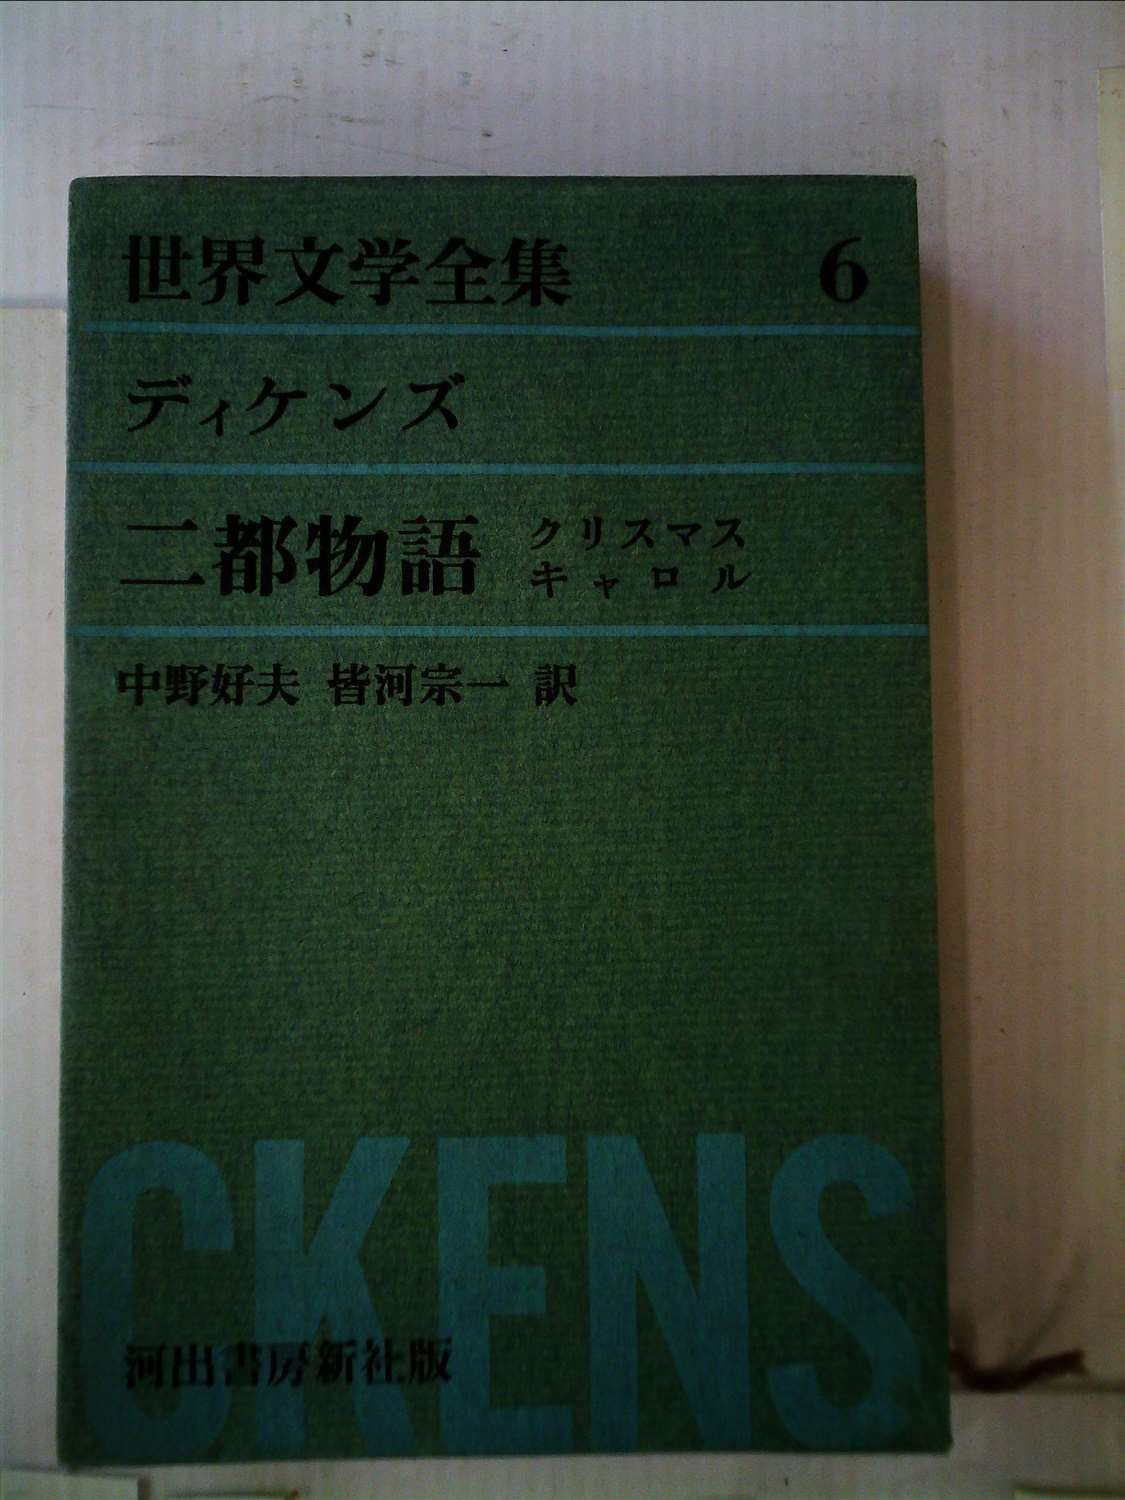 世界文学全集 6
ディケンズ
二都物語 クリスマス
キャロル
中野好夫 皆河宗一 訳
CKENS
河出書房新社版